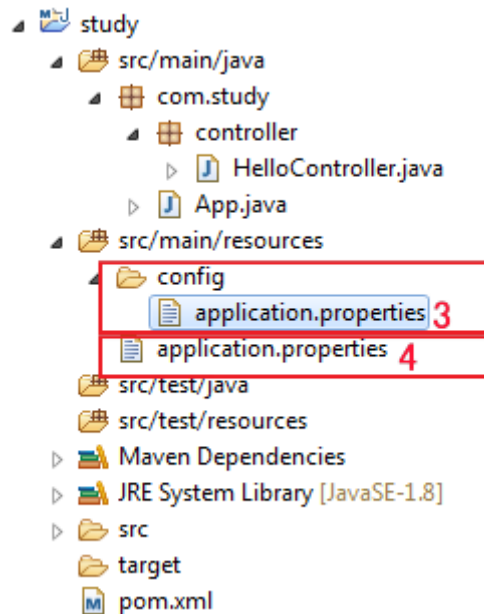 study
src/main/java
com.study
controller
HelloController.java
App.java
src/main/resources
config
application.properties 3
application.properties 4
src/test/java
src/test/resources
Maven Dependencies
JRE System Library [JavaSE-1.8]
src
target
pom.xml